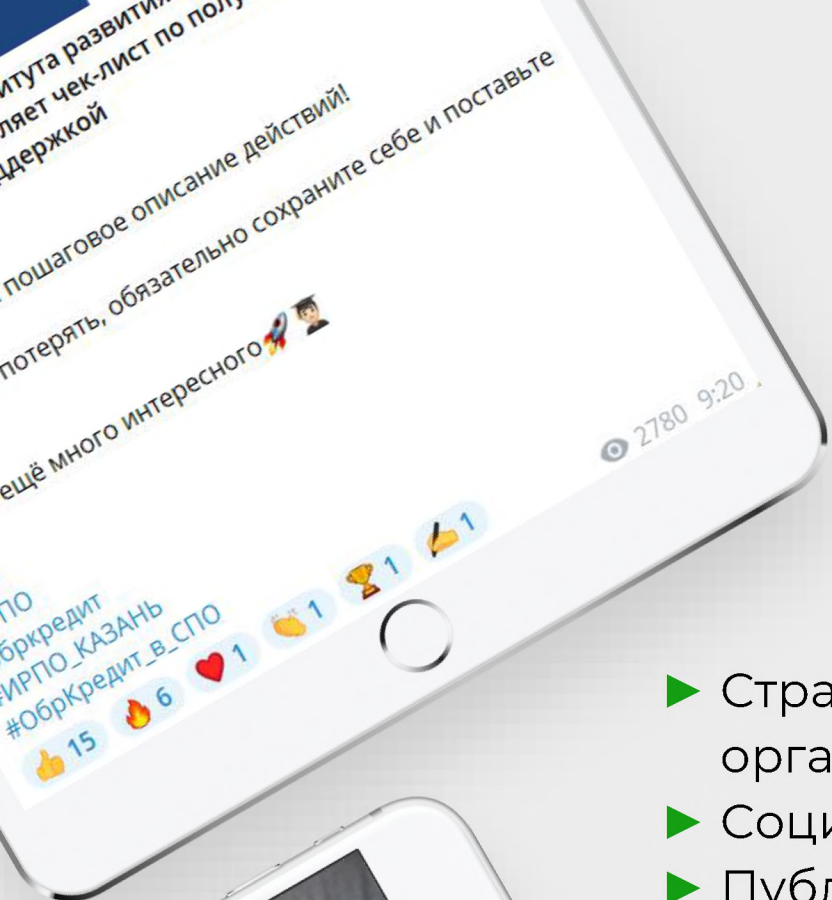 итута развития
ляет чек-лист по полу
ддержкой
пошаговое описание действий!
потерять, обязательно сохраните себе и поставьте
ещё много интересного
2780 9:20
ПО
бркредит
#ИРПО_КАЗАНЬ
#ОбрКредит_в_СПО
15 6 1 1 1 1
Стра
орга
Соци
Публ